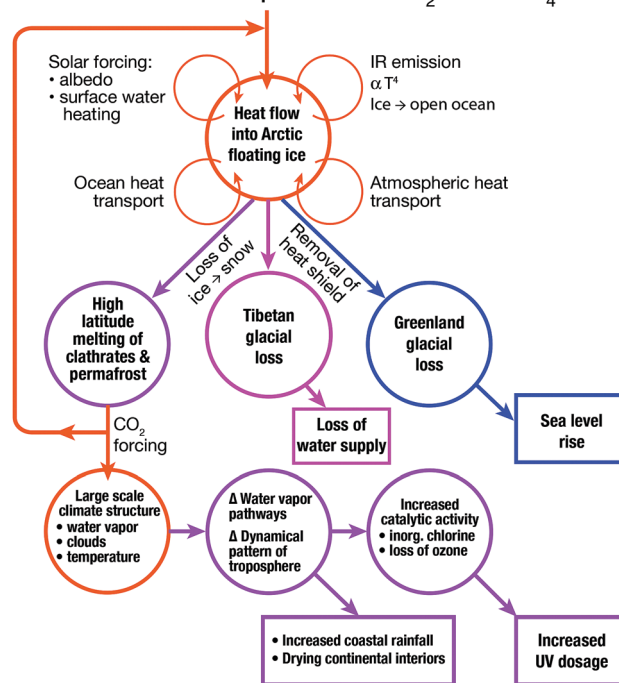 2
4
Solar forcing:
• albedo
• surface water
heating
IR emission
α T⁴
Ice → open ocean
Heat flow
into Arctic
floating ice
Ocean heat
transport
Atmospheric heat
transport
Loss of
ice → snow
Removal of
heat shield
High
latitude
melting of
clathrates &
permafrost
Tibetan
glacial
loss
Greenland
glacial
loss
CO₂
forcing
Loss of
water supply
Sea level
rise
Large scale
climate structure
• water vapor
• clouds
• temperature
Δ Water vapor
pathways
Δ Dynamical
pattern of
troposphere
Increased
catalytic activity
• inorg. chlorine
• loss of ozone
• Increased coastal rainfall
• Drying continental interiors
Increased
UV dosage